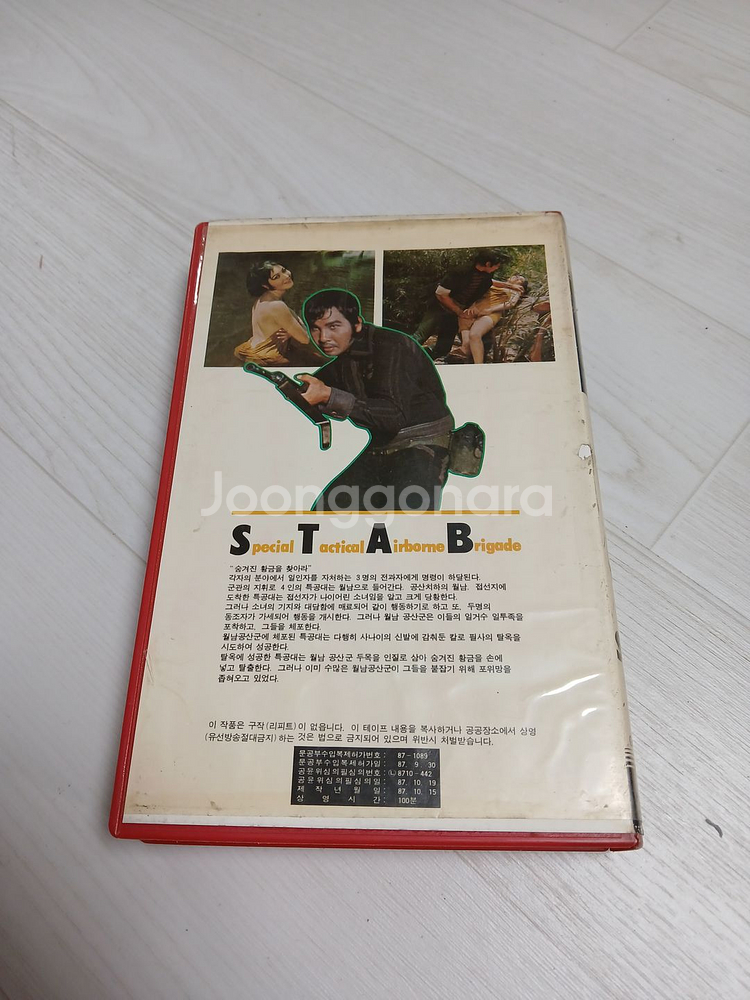 Joonggonara
Special Tactical Airborne Brigade
"숨겨진 황금을 찾아라"
각자의 분야에서 일인자를 자처하는 3명의 전과자에게 명령이 하달된다.
군관의 지휘로 4인의 특공대는 월남으로 들어간다. 공산치하의 월남. 접선지에
도착한 특공대는 접선자가 나이어린 소녀임을 알고 크게 당황한다.
그러나 소녀의 기지와 대담함에 매료되어 같이 행동하기로 하고 또, 두명의
동조자가 가세되어 행동을 개시한다. 그러나 월남 공산군은 이들의 일거수 일투족을
포착하고, 그들을 체포한다.
월남공산군에 체포된 특공대는 다행히 사나이의 신발에 감춰둔 칼로 필사의 탈옥을
시도하여 성공한다.
탈옥에 성공한 특공대는 월남 공산군 두목을 인질로 삼아 숨겨진 황금을 손에
넣고 탈출한다. 그러나 이미 수많은 월남공산군이 그들을 붙잡기 위해 포위망을
좁혀오고 있었다.
이 작품은 구작(리피트)이 없읍니다. 이 테이프 내용을 복사하거나 공공장소에서 상영
(유선방송절대금지)하는 것은 법으로 금지되어 있으며 위반시 처벌받습니다.
문공부수입복제허가번호 : 87-1089
문공부수입복제허가일 : 87. 9. 30
공윤위심의필심의번호 : 8710-442
공윤위심의필심의일 : 87. 10. 19
제작년월일 : 87. 10. 15
상영시간 : 100분